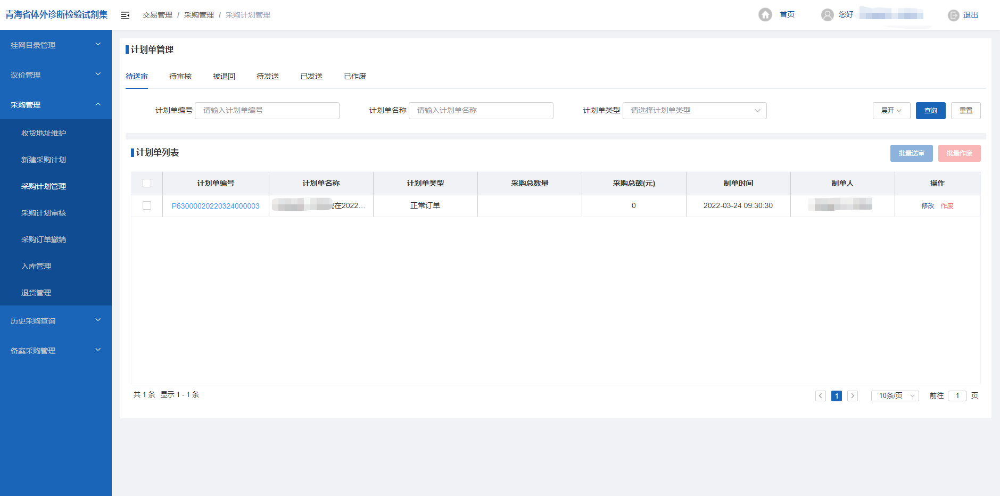 青海省体外诊断检验试剂集
交易管理 / 采购管理 / 采购计划管理
首页
您好
退出
挂网目录管理
议价管理
采购管理
收货地址维护
新建采购计划
采购计划管理
采购计划审核
采购订单撤销
入库管理
退货管理
历史采购查询
备案采购管理
计划单管理
待送审 待审核 被退回 待发送 已发送 已作废
计划单编号 请输入计划单编号 计划单名称 请输入计划单名称 计划单类型 请选择计划单类型 展开 查询 重置
计划单列表 批量送审 批量作废
计划单编号 计划单名称 计划单类型 采购总数量 采购总额(元) 制单时间 制单人 操作
P63000020220324000003 在2022... 正常订单 0 2022-03-24 09:30:30 修改 作废
共 1 条 显示 1 - 1 条 1 10条/页 前往 1 页